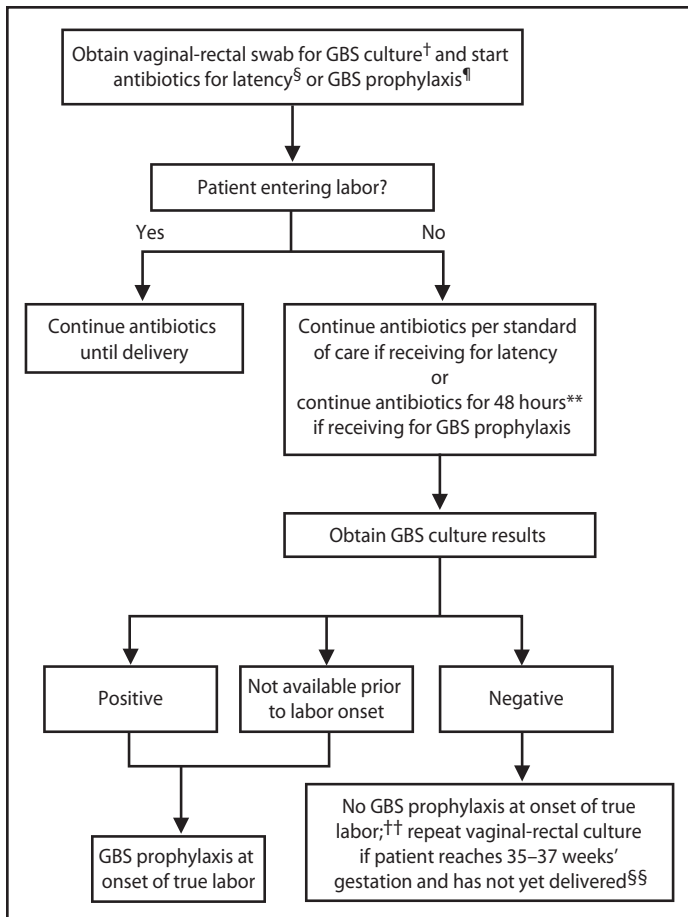 Obtain vaginal-rectal swab for GBS culture† and start
antibiotics for latency§ or GBS prophylaxis¶
Patient entering labor?
Yes
No
Continue antibiotics
until delivery
Continue antibiotics per standard
of care if receiving for latency
or
continue antibiotics for 48 hours**
if receiving for GBS prophylaxis
Obtain GBS culture results
Positive
Not available prior
to labor onset
Negative
GBS prophylaxis at
onset of true labor
No GBS prophylaxis at onset of true
labor;†† repeat vaginal-rectal culture
if patient reaches 35–37 weeks’
gestation and has not yet delivered§§